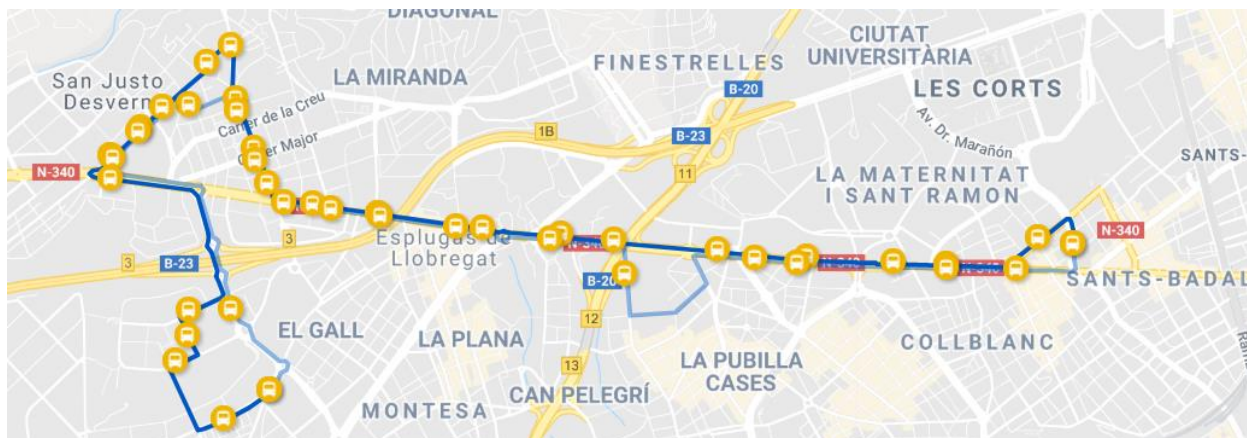 DIAGONAL
CIUTAT
UNIVERSITÀRIA
FINESTRELLES
LA MIRANDA
San Justo
Desvern
B-20
LES CORTS
Carrer de la Creu
1B
B-23
Av. Dr. Marañón
Major
SANTS-
N-340
11
LA MATERNITAT
I SANT RAMON
N-340
3
Esplugas de
Llobregat
3
B-23
B-20
SANTS-BADAL
12
EL GALL
LA PLANA
COLLBLANC
13
LA PUBILLA
CASES
CAN PELEGRÍ
MONTESA